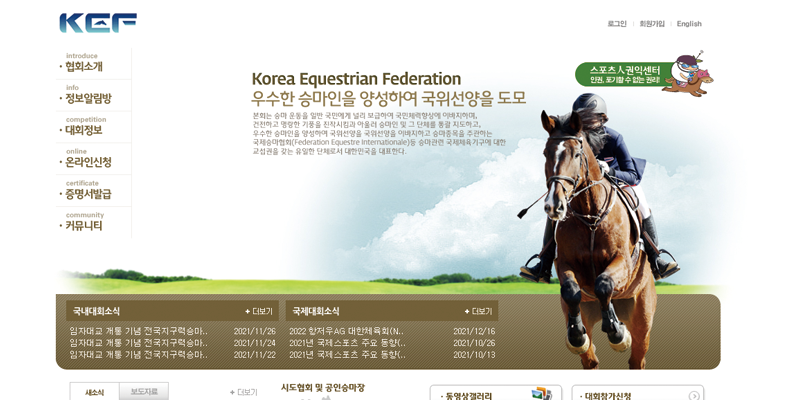 KEF
로그인
회원가입
English
introduce
협회소개
info
정보알림방
competition
대회정보
online
온라인신청
certificate
증명서발급
community
커뮤니티
Korea Equestrian Federation
우수한 승마인을 양성하여 국위선양을 도모
본회는 승마 운동을 일반 국민에게 널리 보급하여 국민체력향상에 이바지하며,
건전하고 명랑한 기풍을 진작시킴과 아울러 승마인 및 그 단체를 통괄 지도하고,
우수한 승마인을 양성하여 국위선양을 국위선양을 이바지하고 승마종목을 주관하는
국제승마협회(Federation Equestre Internationale)등 승마관련 국제체육기구에 대한
교섭권을 갖는 유일한 단체로서 대한민국을 대표한다.
스포츠人권익센터
인권, 포기할 수 없는 권리!
국내대회소식
+ 더보기
임자대교 개통 기념 전국지구력승마.. 2021/11/26
임자대교 개통 기념 전국지구력승마.. 2021/11/24
임자대교 개통 기념 전국지구력승마.. 2021/11/22
국제대회소식
+ 더보기
2022 항저우AG 대한체육회(N.. 2021/12/16
2021년 국제스포츠 주요 동향(.. 2021/10/26
2021년 국제스포츠 주요 동향(.. 2021/10/13
새소식
보도자료
+ 더보기
시도협회 및 공인승마장
동영상갤러리
대회참가신청